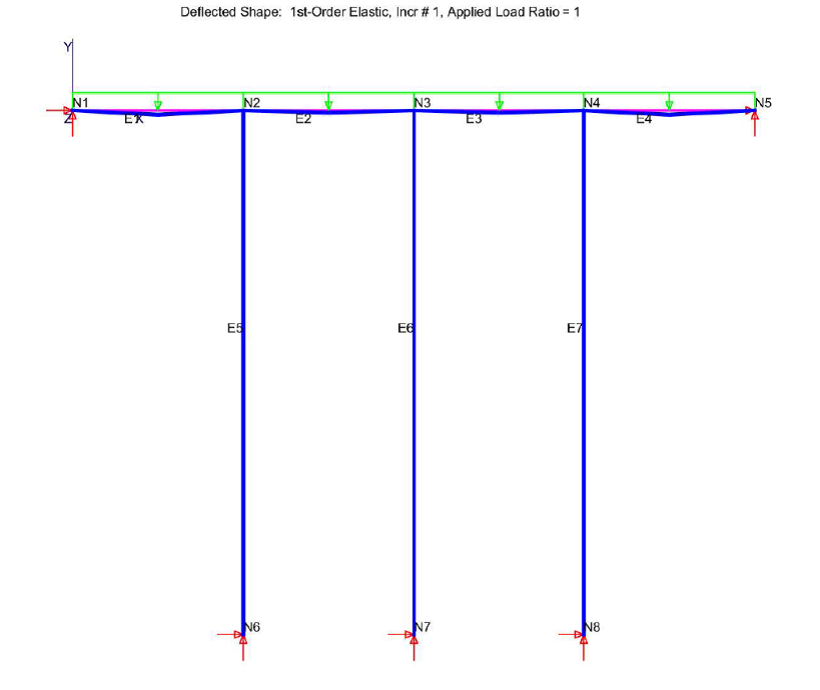 Deflected Shape: 1st-Order Elastic, Incr # 1, Applied Load Ratio = 1
Y
N1 N2 N3 N4 N5
Z E1X E2 E3 E4
E5 E6 E7
N6 N7 N8